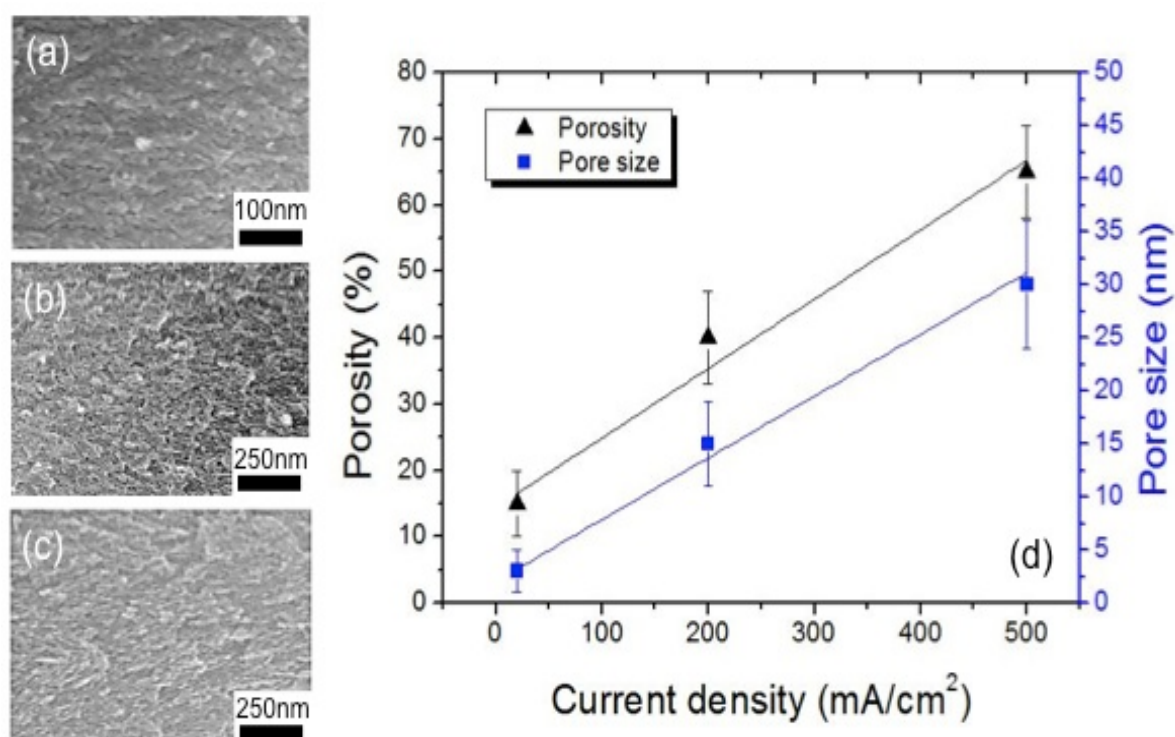 (a)
100nm
(b)
250nm
(c)
250nm
80
70
60
50
40
30
20
10
0
Porosity (%)
Porosity
Pore size
50
45
40
35
30
25
20
15
10
5
0
Pore size (nm)
(d)
0 100 200 300 400 500
Current density (mA/cm²)